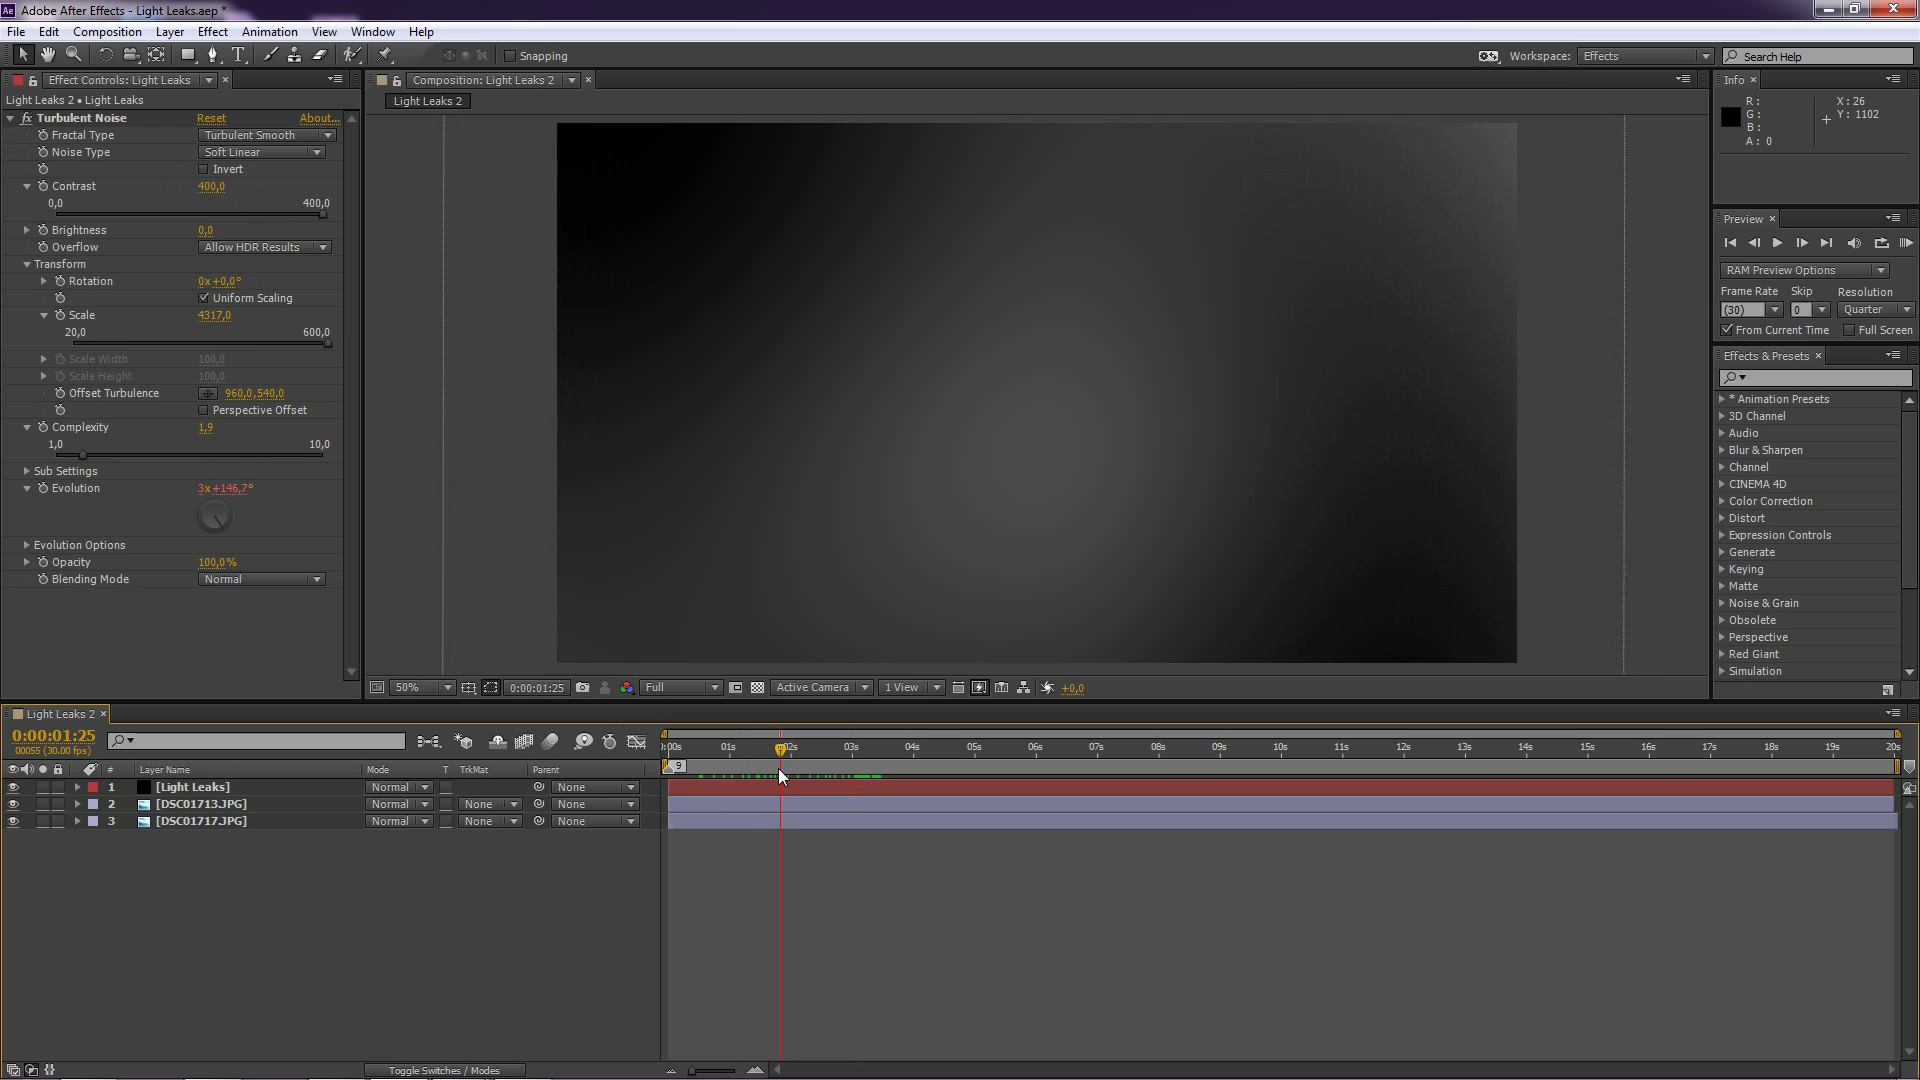 Ae Adobe After Effects - Light Leaks.aep *
File Edit Composition Layer Effect Animation View Window Help
Snapping
Workspace: Effects
Search Help
Effect Controls: Light Leaks
Light Leaks 2 • Light Leaks
fx Turbulent Noise Reset About...
Fractal Type Turbulent Smooth
Noise Type Soft Linear
Invert
Contrast 400,0
0,0 400,0
Brightness 0,0
Overflow Allow HDR Results
Transform
Rotation 0x+0,0°
Uniform Scaling
Scale 4317,0
20,0 600,0
Scale Width 100,0
Scale Height 100,0
Offset Turbulence 960,0,540,0
Perspective Offset
Complexity 1,9
1,0 10,0
Sub Settings
Evolution 3x+146,7°
Evolution Options
Opacity 100,0%
Blending Mode Normal
Composition: Light Leaks 2
Light Leaks 2
50% 0:00:01:25 Full Active Camera 1 View +0,0
Info
R: X: 26
G: Y: 1102
B:
A: 0
Preview
RAM Preview Options
Frame Rate Skip Resolution
(30) 0 Quarter
From Current Time Full Screen
Effects & Presets
* Animation Presets
3D Channel
Audio
Blur & Sharpen
Channel
CINEMA 4D
Color Correction
Distort
Expression Controls
Generate
Keying
Matte
Noise & Grain
Obsolete
Perspective
Red Giant
Simulation
Light Leaks 2
0:00:01:25
00055 (30.00 fps)
):00s 01s 02s 03s 04s 05s 06s 07s 08s 09s 10s 11s 12s 13s 14s 15s 16s 17s 18s 19s 20s
9
# Layer Name Mode T TrkMat Parent
1 [Light Leaks] Normal None
2 [DSC01713.JPG] Normal None None
3 [DSC01717.JPG] Normal None None
Toggle Switches / Modes